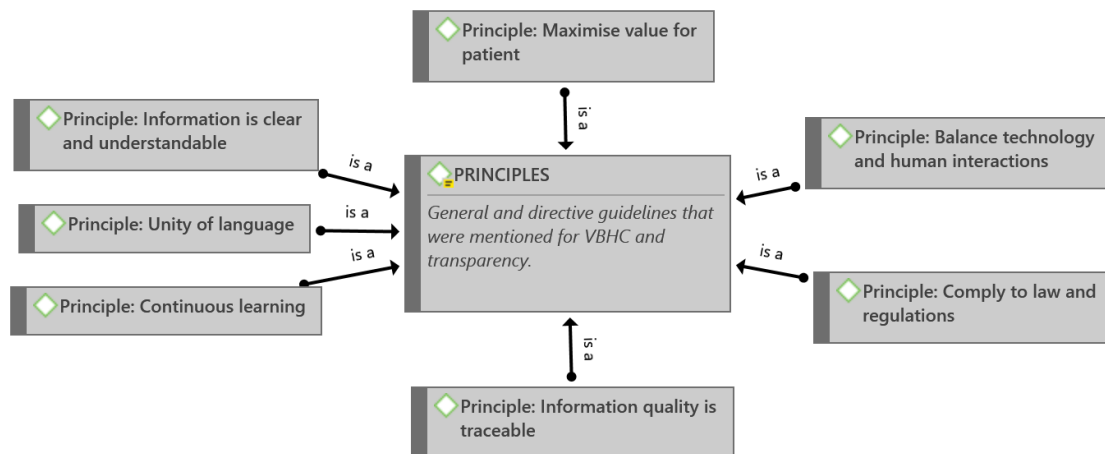 Principle: Maximise value for
patient
is a
Principle: Information is clear
and understandable
is a
Principle: Unity of language
is a
Principle: Continuous learning
is a
PRINCIPLES
General and directive guidelines that
were mentioned for VBHC and
transparency.
Principle: Balance technology
and human interactions
is a
Principle: Comply to law and
regulations
is a
is a
Principle: Information quality is
traceable